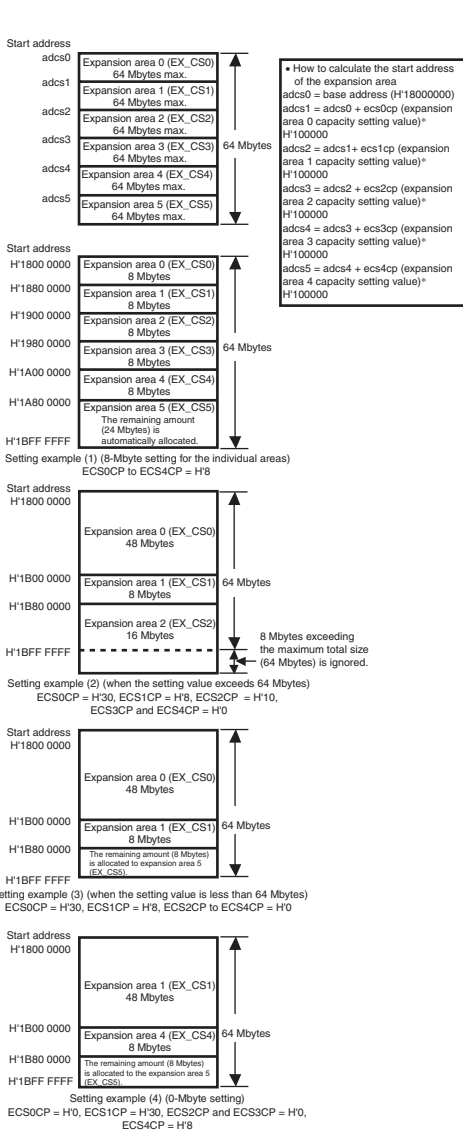 Start address
adcs0
Expansion area 0 (EX_CS0)
64 Mbytes max.
adcs1
Expansion area 1 (EX_CS1)
64 Mbytes max.
adcs2
Expansion area 2 (EX_CS2)
64 Mbytes max.
adcs3
Expansion area 3 (EX_CS3)
64 Mbytes max.
adcs4
Expansion area 4 (EX_CS4)
64 Mbytes max.
adcs5
Expansion area 5 (EX_CS5)
64 Mbytes max.
64 Mbytes
• How to calculate the start address
of the expansion area
adcs0 = base address (H'18000000)
adcs1 = adcs0 + ecs0cp (expansion
area 0 capacity setting value)*
H'100000
adcs2 = adcs1+ ecs1cp (expansion
area 1 capacity setting value)*
H'100000
adcs3 = adcs2 + ecs2cp (expansion
area 2 capacity setting value)*
H'100000
adcs4 = adcs3 + ecs3cp (expansion
area 3 capacity setting value)*
H'100000
adcs5 = adcs4 + ecs4cp (expansion
area 4 capacity setting value)*
H'100000
Start address
H'1800 0000
Expansion area 0 (EX_CS0)
8 Mbytes
H'1880 0000
Expansion area 1 (EX_CS1)
8 Mbytes
H'1900 0000
Expansion area 2 (EX_CS2)
8 Mbytes
H'1980 0000
Expansion area 3 (EX_CS3)
8 Mbytes
H'1A00 0000
Expansion area 4 (EX_CS4)
8 Mbytes
H'1A80 0000
Expansion area 5 (EX_CS5)
The remaining amount
(24 Mbytes) is
automatically allocated.
H'1BFF FFFF
64 Mbytes
Setting example (1) (8-Mbyte setting for the individual areas)
ECS0CP to ECS4CP = H'8
Start address
H'1800 0000
Expansion area 0 (EX_CS0)
48 Mbytes
H'1B00 0000
Expansion area 1 (EX_CS1)
8 Mbytes
64 Mbytes
H'1B80 0000
Expansion area 2 (EX_CS2)
16 Mbytes
H'1BFF FFFF
8 Mbytes exceeding
the maximum total size
(64 Mbytes) is ignored.
Setting example (2) (when the setting value exceeds 64 Mbytes)
ECS0CP = H'30, ECS1CP = H'8, ECS2CP = H'10,
ECS3CP and ECS4CP = H'0
Start address
H'1800 0000
Expansion area 0 (EX_CS0)
48 Mbytes
H'1B00 0000
Expansion area 1 (EX_CS1)
8 Mbytes
64 Mbytes
H'1B80 0000
The remaining amount (8 Mbytes)
is allocated to expansion area 5
(EX_CS5).
H'1BFF FFFF
etting example (3) (when the setting value is less than 64 Mbytes)
ECS0CP = H'30, ECS1CP = H'8, ECS2CP to ECS4CP = H'0
Start address
H'1800 0000
Expansion area 1 (EX_CS1)
48 Mbytes
H'1B00 0000
Expansion area 4 (EX_CS4)
8 Mbytes
64 Mbytes
H'1B80 0000
The remaining amount (8 Mbytes)
is allocated to the expansion area 5
(EX_CS5).
H'1BFF FFFF
Setting example (4) (0-Mbyte setting)
ECS0CP = H'0, ECS1CP = H'30, ECS2CP and ECS3CP = H'0,
ECS4CP = H'8